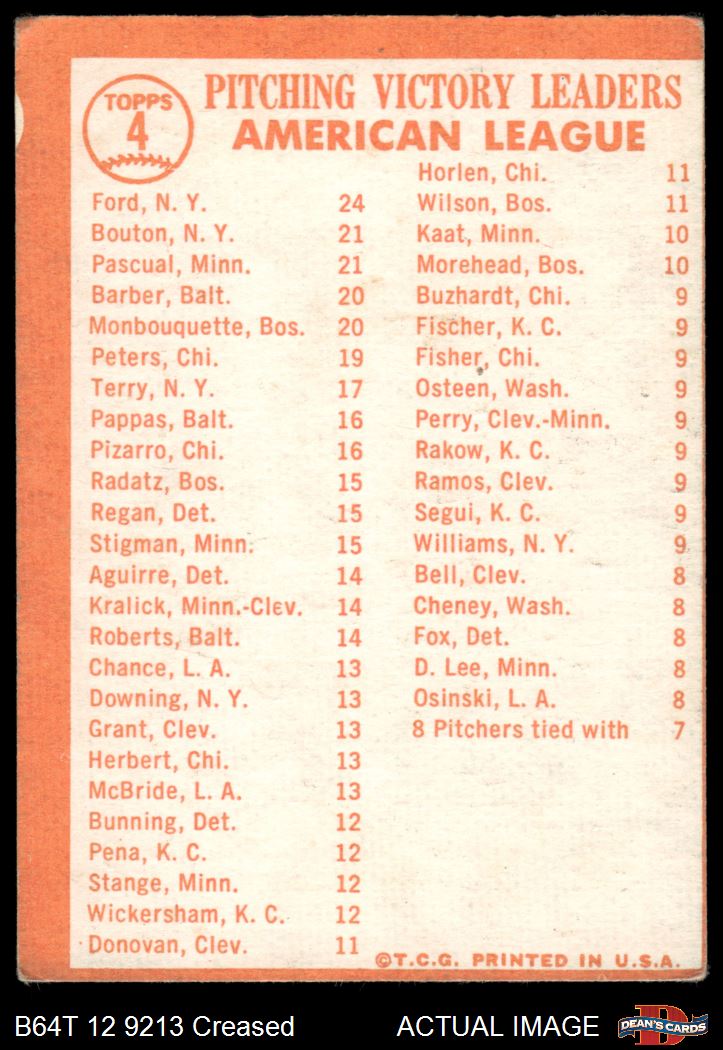 TOPPS
4
PITCHING VICTORY LEADERS
AMERICAN LEAGUE
Ford, N. Y. 24
Bouton, N. Y. 21
Pascual, Minn. 21
Barber, Balt. 20
Monbouquette, Bos. 20
Peters, Chi. 19
Terry, N. Y. 17
Pappas, Balt. 16
Pizarro, Chi. 16
Radatz, Bos. 15
Regan, Det. 15
Stigman, Minn. 15
Aguirre, Det. 14
Kralick, Minn.-Clev. 14
Roberts, Balt. 14
Chance, L. A. 13
Downing, N. Y. 13
Grant, Clev. 13
Herbert, Chi. 13
McBride, L. A. 13
Bunning, Det. 12
Pena, K. C. 12
Stange, Minn. 12
Wickersham, K. C. 12
Donovan, Clev. 11
Horlen, Chi. 11
Wilson, Bos. 11
Kaat, Minn. 10
Morehead, Bos. 10
Buzhardt, Chi. 9
Fischer, K. C. 9
Fisher, Chi. 9
Osteen, Wash. 9
Perry, Clev.-Minn. 9
Rakow, K. C. 9
Ramos, Clev. 9
Segui, K. C. 9
Williams, N. Y. 9
Bell, Clev. 8
Cheney, Wash. 8
Fox, Det. 8
D. Lee, Minn. 8
Osinski, L. A. 8
8 Pitchers tied with 7
©T.C.G. PRINTED IN U.S.A.
B64T 12 9213 Creased
ACTUAL IMAGE
D
DEAN'S CARDS